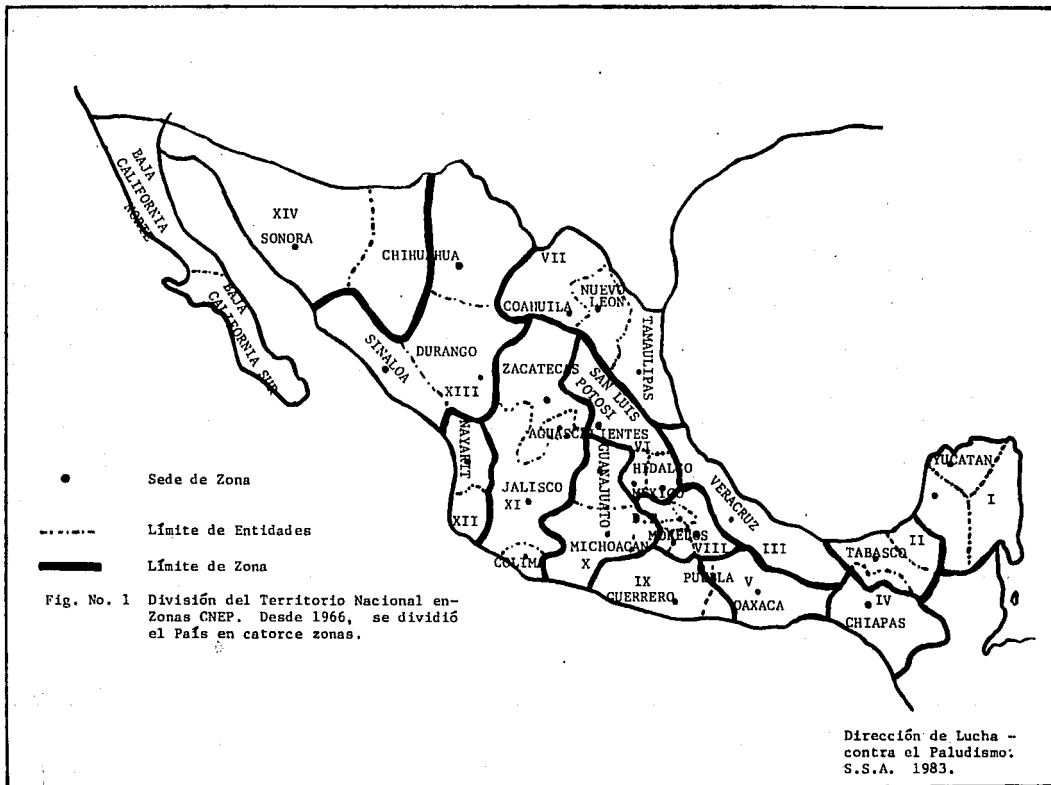 BAJA
CALIFORNIA
NORTE
BAJA
CALIFORNIA SUR
XIV
SONORA
CHIHUAHUA
VII
COAHUILA
NUEVO
LEON
TAMAULIPAS
SINALOA
DURANGO
XIII
ZACATECAS
SAN LUIS
POTOSI
AGUASCALIENTES
NAYARIT
XII
JALISCO
XI
COLIMA
GUANAJUATO
VI
HIDALGO
MEXICO
MICHOACAN
X
MORELOS
VIII
VERACRUZ
III
IX
GUERRERO
PUEBLA
V
OAXACA
TABASCO
II
YUCATAN
I
IV
CHIAPAS
Sede de Zona
Límite de Entidades
Límite de Zona
Fig. No. 1 División del Territorio Nacional en-
Zonas CNEP. Desde 1966, se dividió
el País en catorce zonas.
Dirección de Lucha -
contra el Paludismo.
S.S.A. 1983.